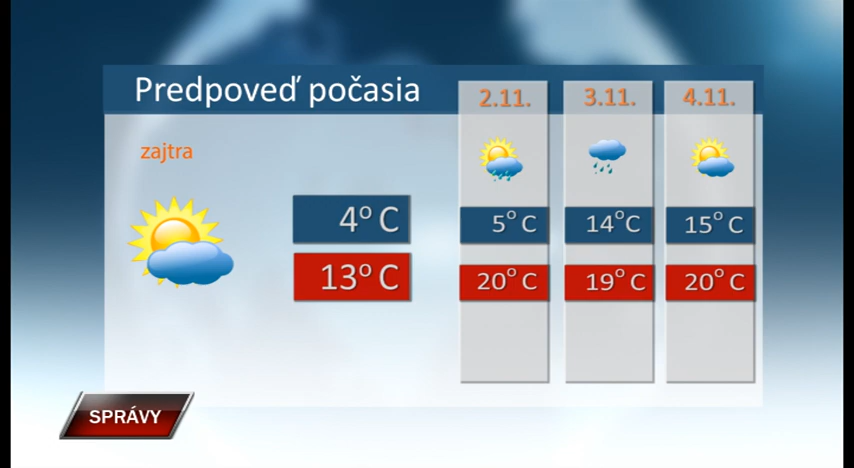 Predpoveď počasia
zajtra
4° C
13° C
2.11.
5° C
20° C
3.11.
14°C
19° C
4.11.
15° C
20° C
SPRÁVY